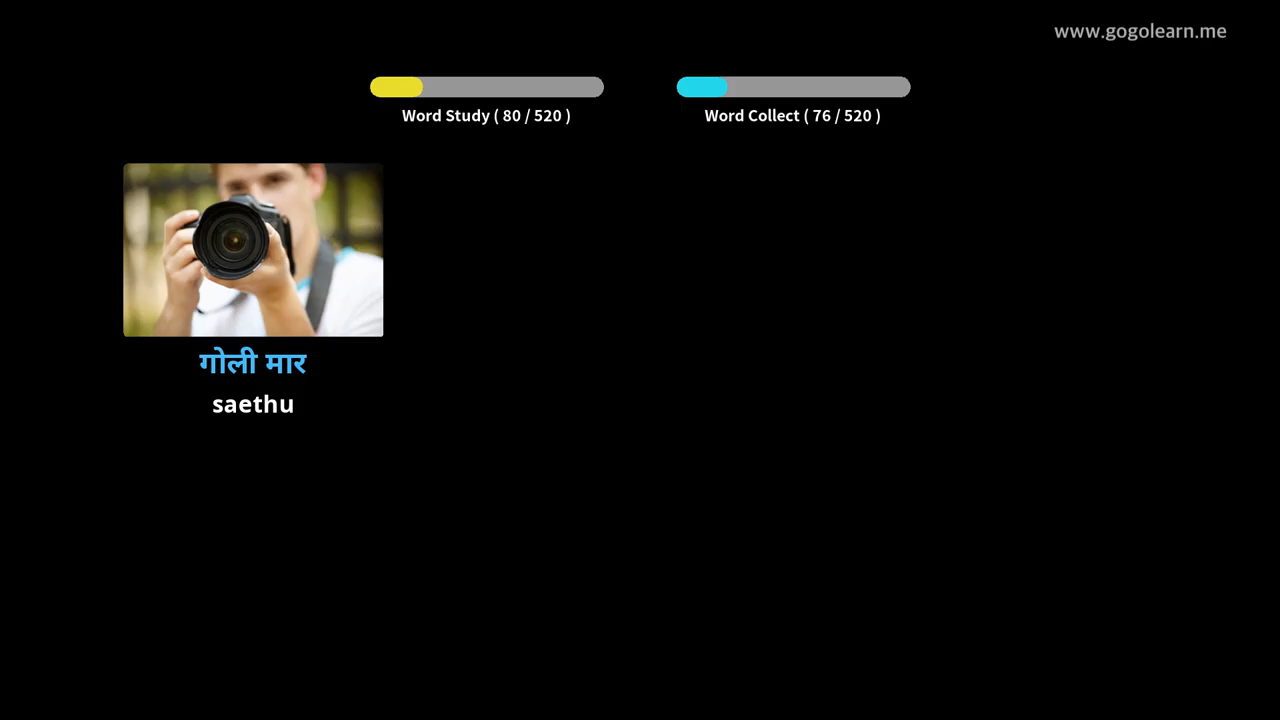 www.gogolearn.me
Word Study ( 80 / 520 )
Word Collect ( 76 / 520 )
गोली मार
saethu